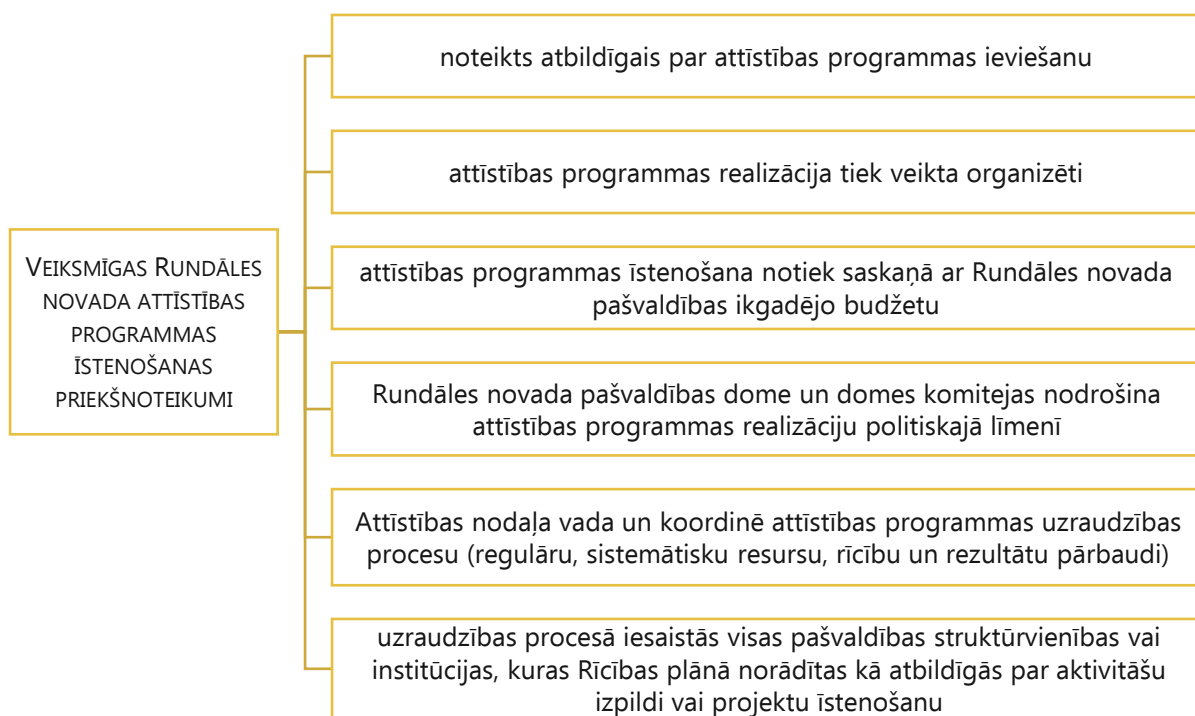 noteikts atbildīgais par attīstības programmas ieviešanu
attīstības programmas realizācija tiek veikta organizēti
VEIKSMĪGAS RUNDĀLES
NOVADA ATTĪSTĪBAS
PROGRAMMAS
ĪSTENOŠANAS
PRIEKŠNOTEIKUMI
attīstības programmas īstenošana notiek saskaņā ar Rundāles novada
pašvaldības ikgadējo budžetu
Rundāles novada pašvaldības dome un domes komitejas nodrošina
attīstības programmas realizāciju politiskajā līmenī
Attīstības nodaļa vada un koordinē attīstības programmas uzraudzības
procesu (regulāru, sistemātisku resursu, rīcību un rezultātu pārbaudi)
uzraudzības procesā iesaistās visas pašvaldības struktūrvienības vai
institūcijas, kuras Rīcības plānā norādītas kā atbildīgās par aktivitāšu
izpildi vai projektu īstenošanu